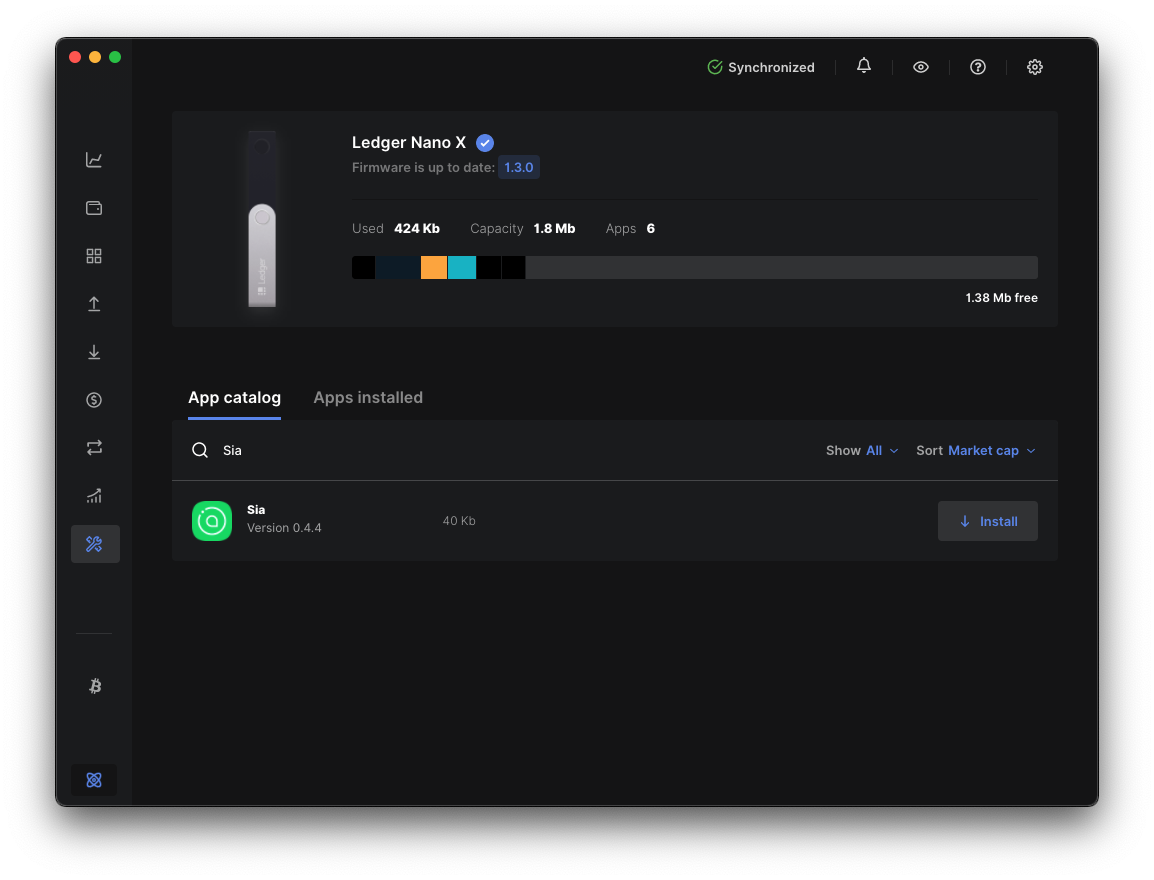 Synchronized
Ledger Nano X
Firmware is up to date: 1.3.0
Used 424 Kb Capacity 1.8 Mb Apps 6
Ledger
1.38 Mb free
App catalog Apps installed
Sia Show All Sort Market cap
Sia
Version 0.4.4
40 Kb
Install